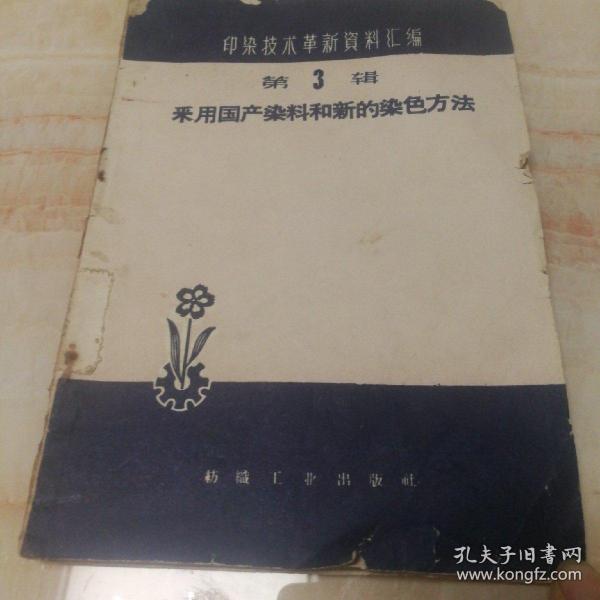 印染技术革新資料汇编
第3辑
采用国产染料和新的染色方法
紡織工业出版社
孔夫子旧書网
www.kongfz.com